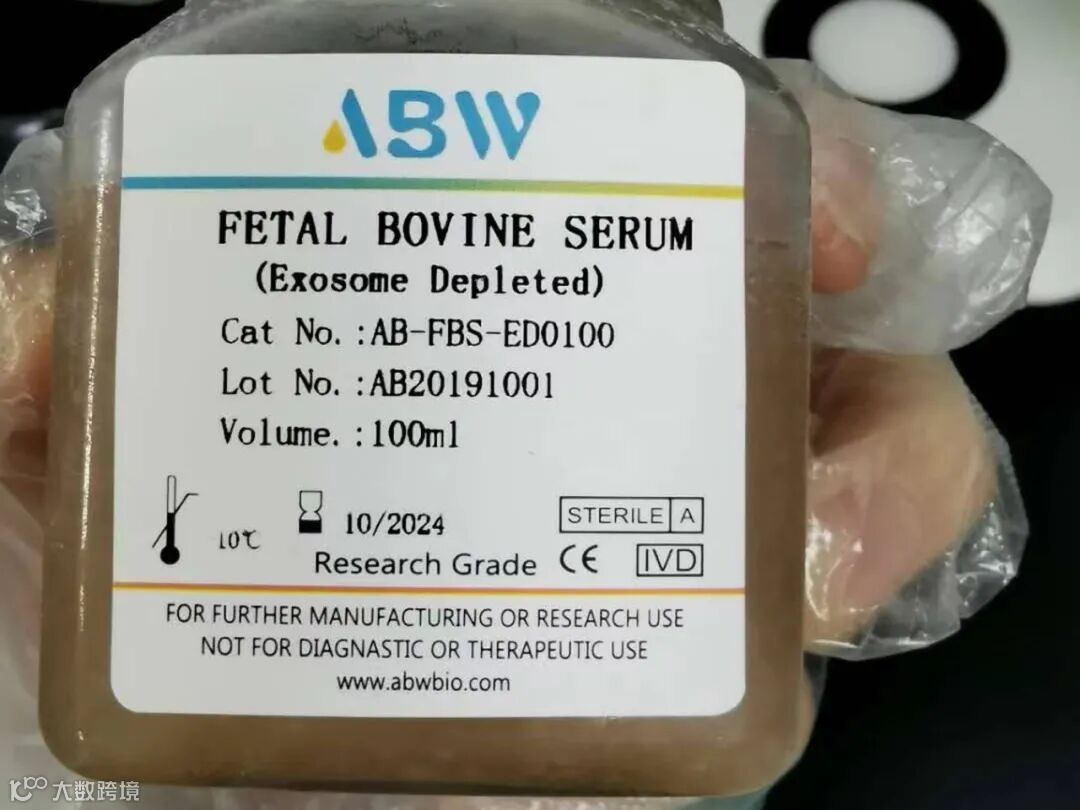 ABW
FETAL BOVINE SERUM
(Exosome Depleted)
Cat No.:AB-FBS-ED0100
Lot No.:AB20191001
Volume.:100ml
10℃
10/2024
STERILE A
Research Grade CE IVD
FOR FURTHER MANUFACTURING OR RESEARCH USE
NOT FOR DIAGNASTIC OR THERAPEUTIC USE
www.abwbio.com
大数跨境